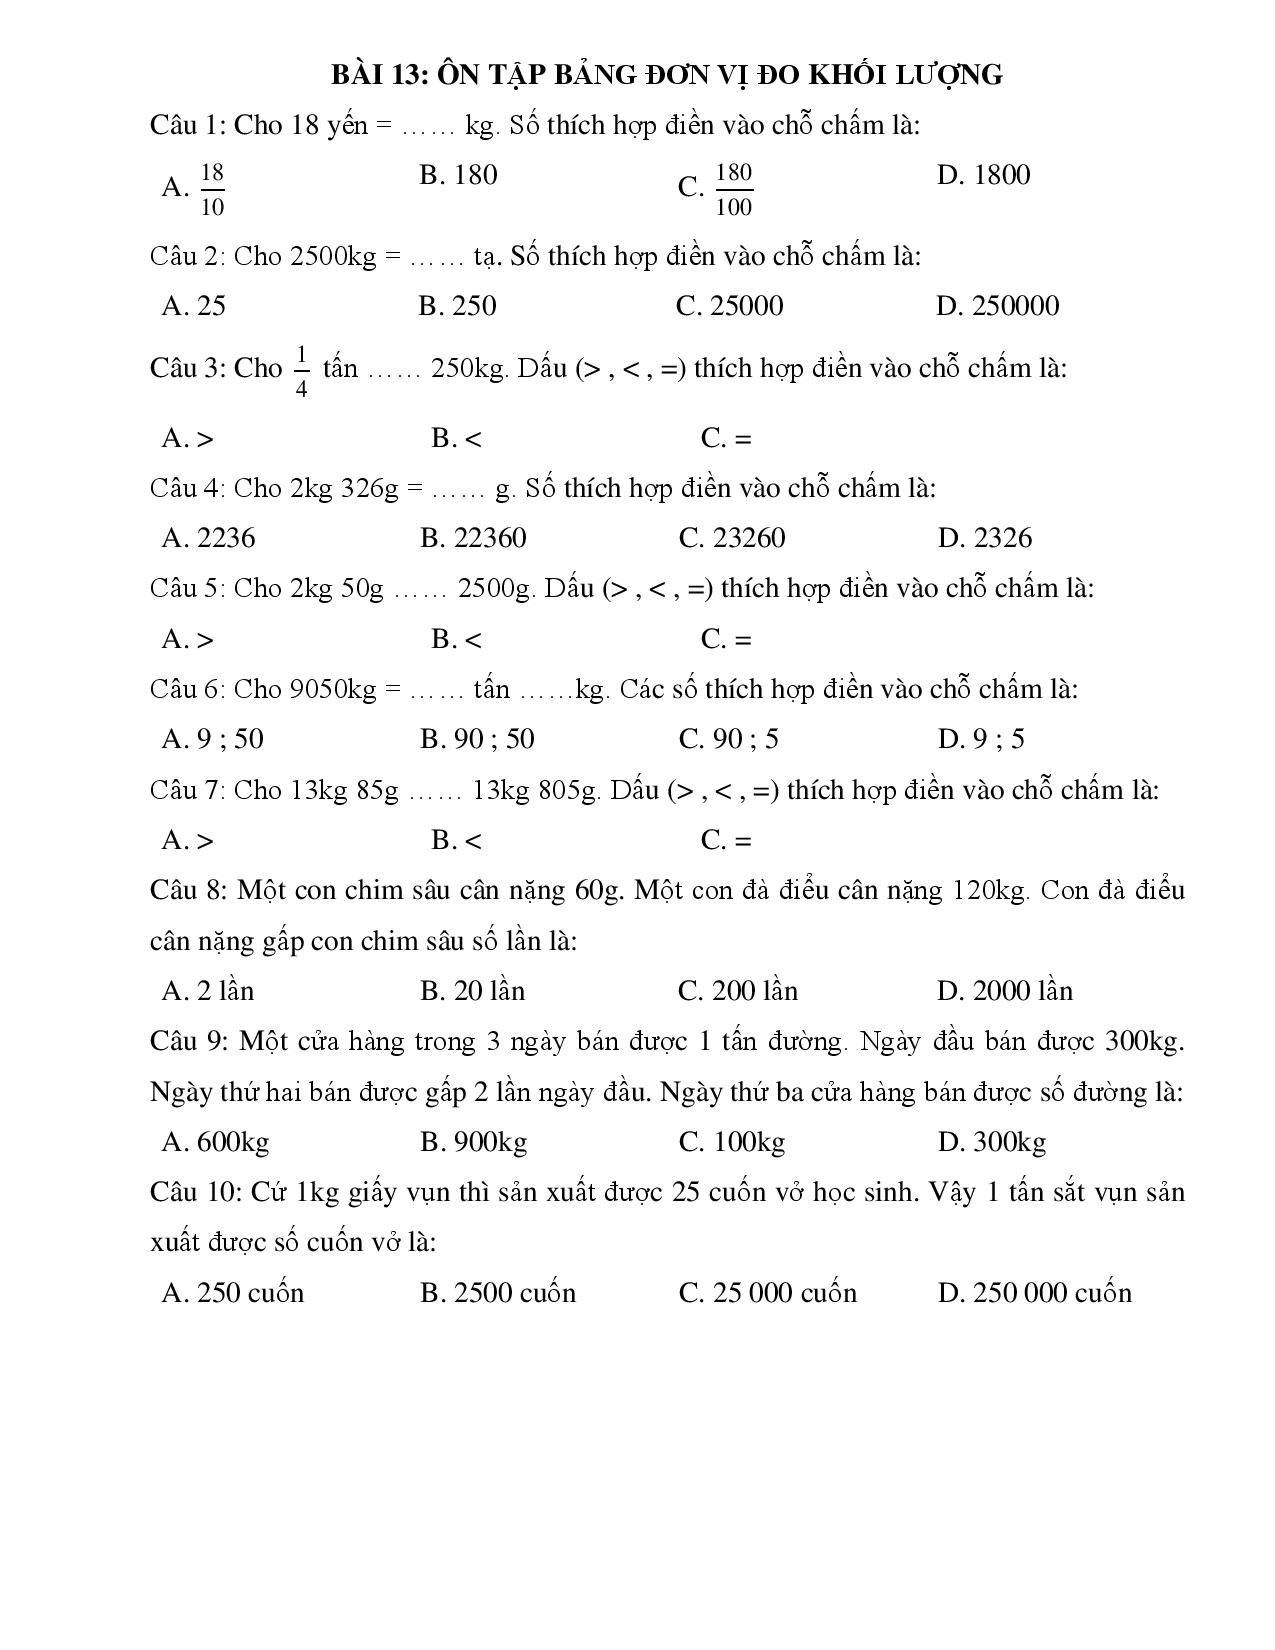 BÀI 13: ÔN TẬP BẢNG ĐƠN VỊ ĐO KHỐI LƯỢNG
Câu 1: Cho 18 yến = …… kg. Số thích hợp điền vào chỗ chấm là:
A. 18/10 B. 180 C. 180/100 D. 1800
Câu 2: Cho 2500kg = …… tạ. Số thích hợp điền vào chỗ chấm là:
A. 25 B. 250 C. 25000 D. 250000
Câu 3: Cho 1/4 tấn …… 250kg. Dấu (> , < , =) thích hợp điền vào chỗ chấm là:
A. > B. < C. =
Câu 4: Cho 2kg 326g = …… g. Số thích hợp điền vào chỗ chấm là:
A. 2236 B. 22360 C. 23260 D. 2326
Câu 5: Cho 2kg 50g …… 2500g. Dấu (> , < , =) thích hợp điền vào chỗ chấm là:
A. > B. < C. =
Câu 6: Cho 9050kg = …… tấn ……kg. Các số thích hợp điền vào chỗ chấm là:
A. 9 ; 50 B. 90 ; 50 C. 90 ; 5 D. 9 ; 5
Câu 7: Cho 13kg 85g …… 13kg 805g. Dấu (> , < , =) thích hợp điền vào chỗ chấm là:
A. > B. < C. =
Câu 8: Một con chim sâu cân nặng 60g. Một con đà điểu cân nặng 120kg. Con đà điểu
cân nặng gấp con chim sâu số lần là:
A. 2 lần B. 20 lần C. 200 lần D. 2000 lần
Câu 9: Một cửa hàng trong 3 ngày bán được 1 tấn đường. Ngày đầu bán được 300kg.
Ngày thứ hai bán được gấp 2 lần ngày đầu. Ngày thứ ba cửa hàng bán được số đường là:
A. 600kg B. 900kg C. 100kg D. 300kg
Câu 10: Cứ 1kg giấy vụn thì sản xuất được 25 cuốn vở học sinh. Vậy 1 tấn sắt vụn sản
xuất được số cuốn vở là:
A. 250 cuốn B. 2500 cuốn C. 25 000 cuốn D. 250 000 cuốn